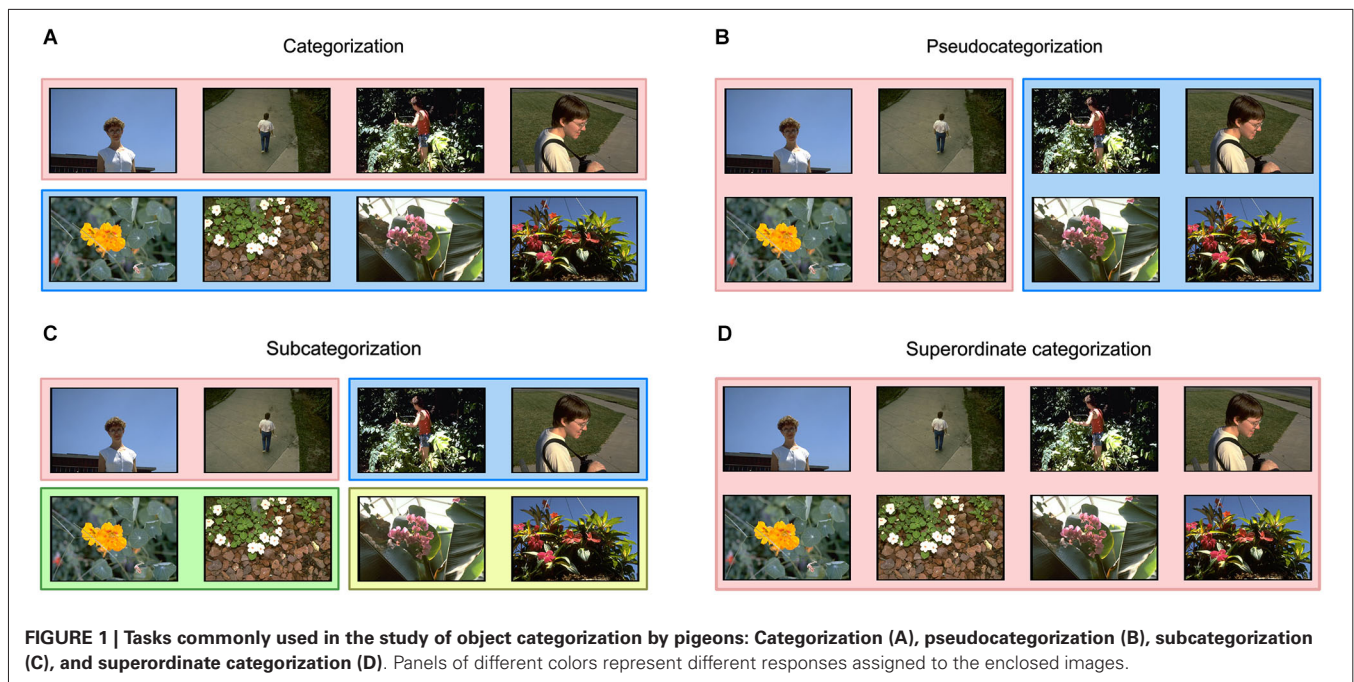 A
Categorization
B
Pseudocategorization
C
Subcategorization
D
Superordinate categorization
FIGURE 1 | Tasks commonly used in the study of object categorization by pigeons: Categorization (A), pseudocategorization (B), subcategorization
(C), and superordinate categorization (D). Panels of different colors represent different responses assigned to the enclosed images.